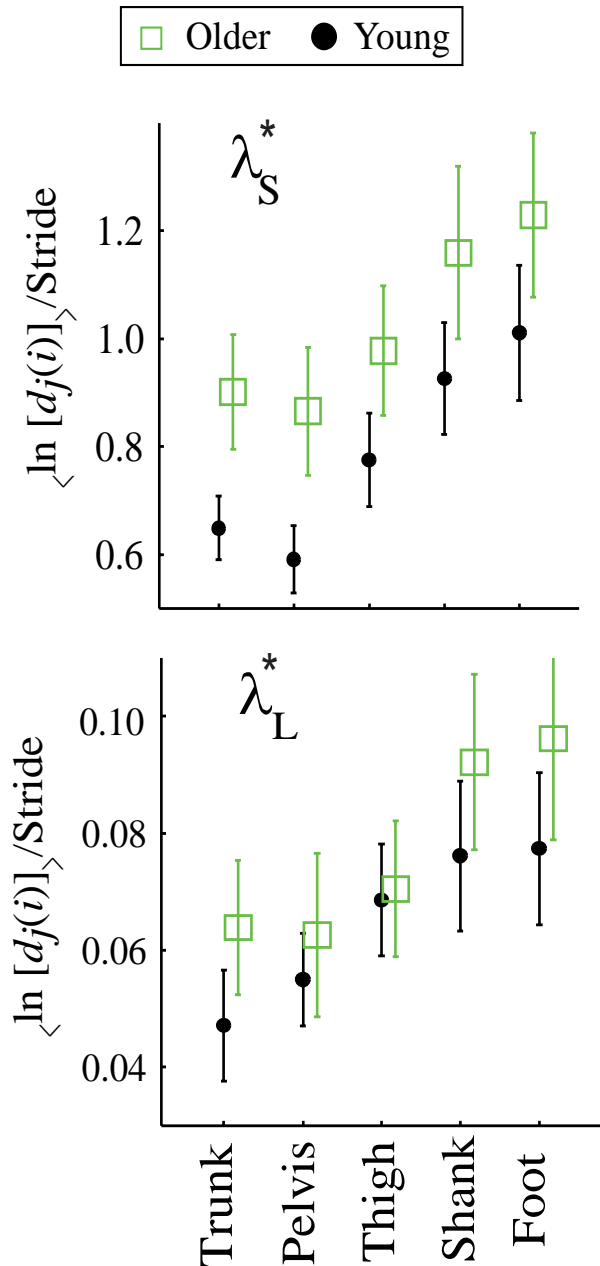 Older Young
λ*S
<ln [dj(i)]>/Stride
1.2
1.0
0.8
0.6
λ*L
<ln [dj(i)]>/Stride
0.10
0.08
0.06
0.04
Trunk
Pelvis
Thigh
Shank
Foot